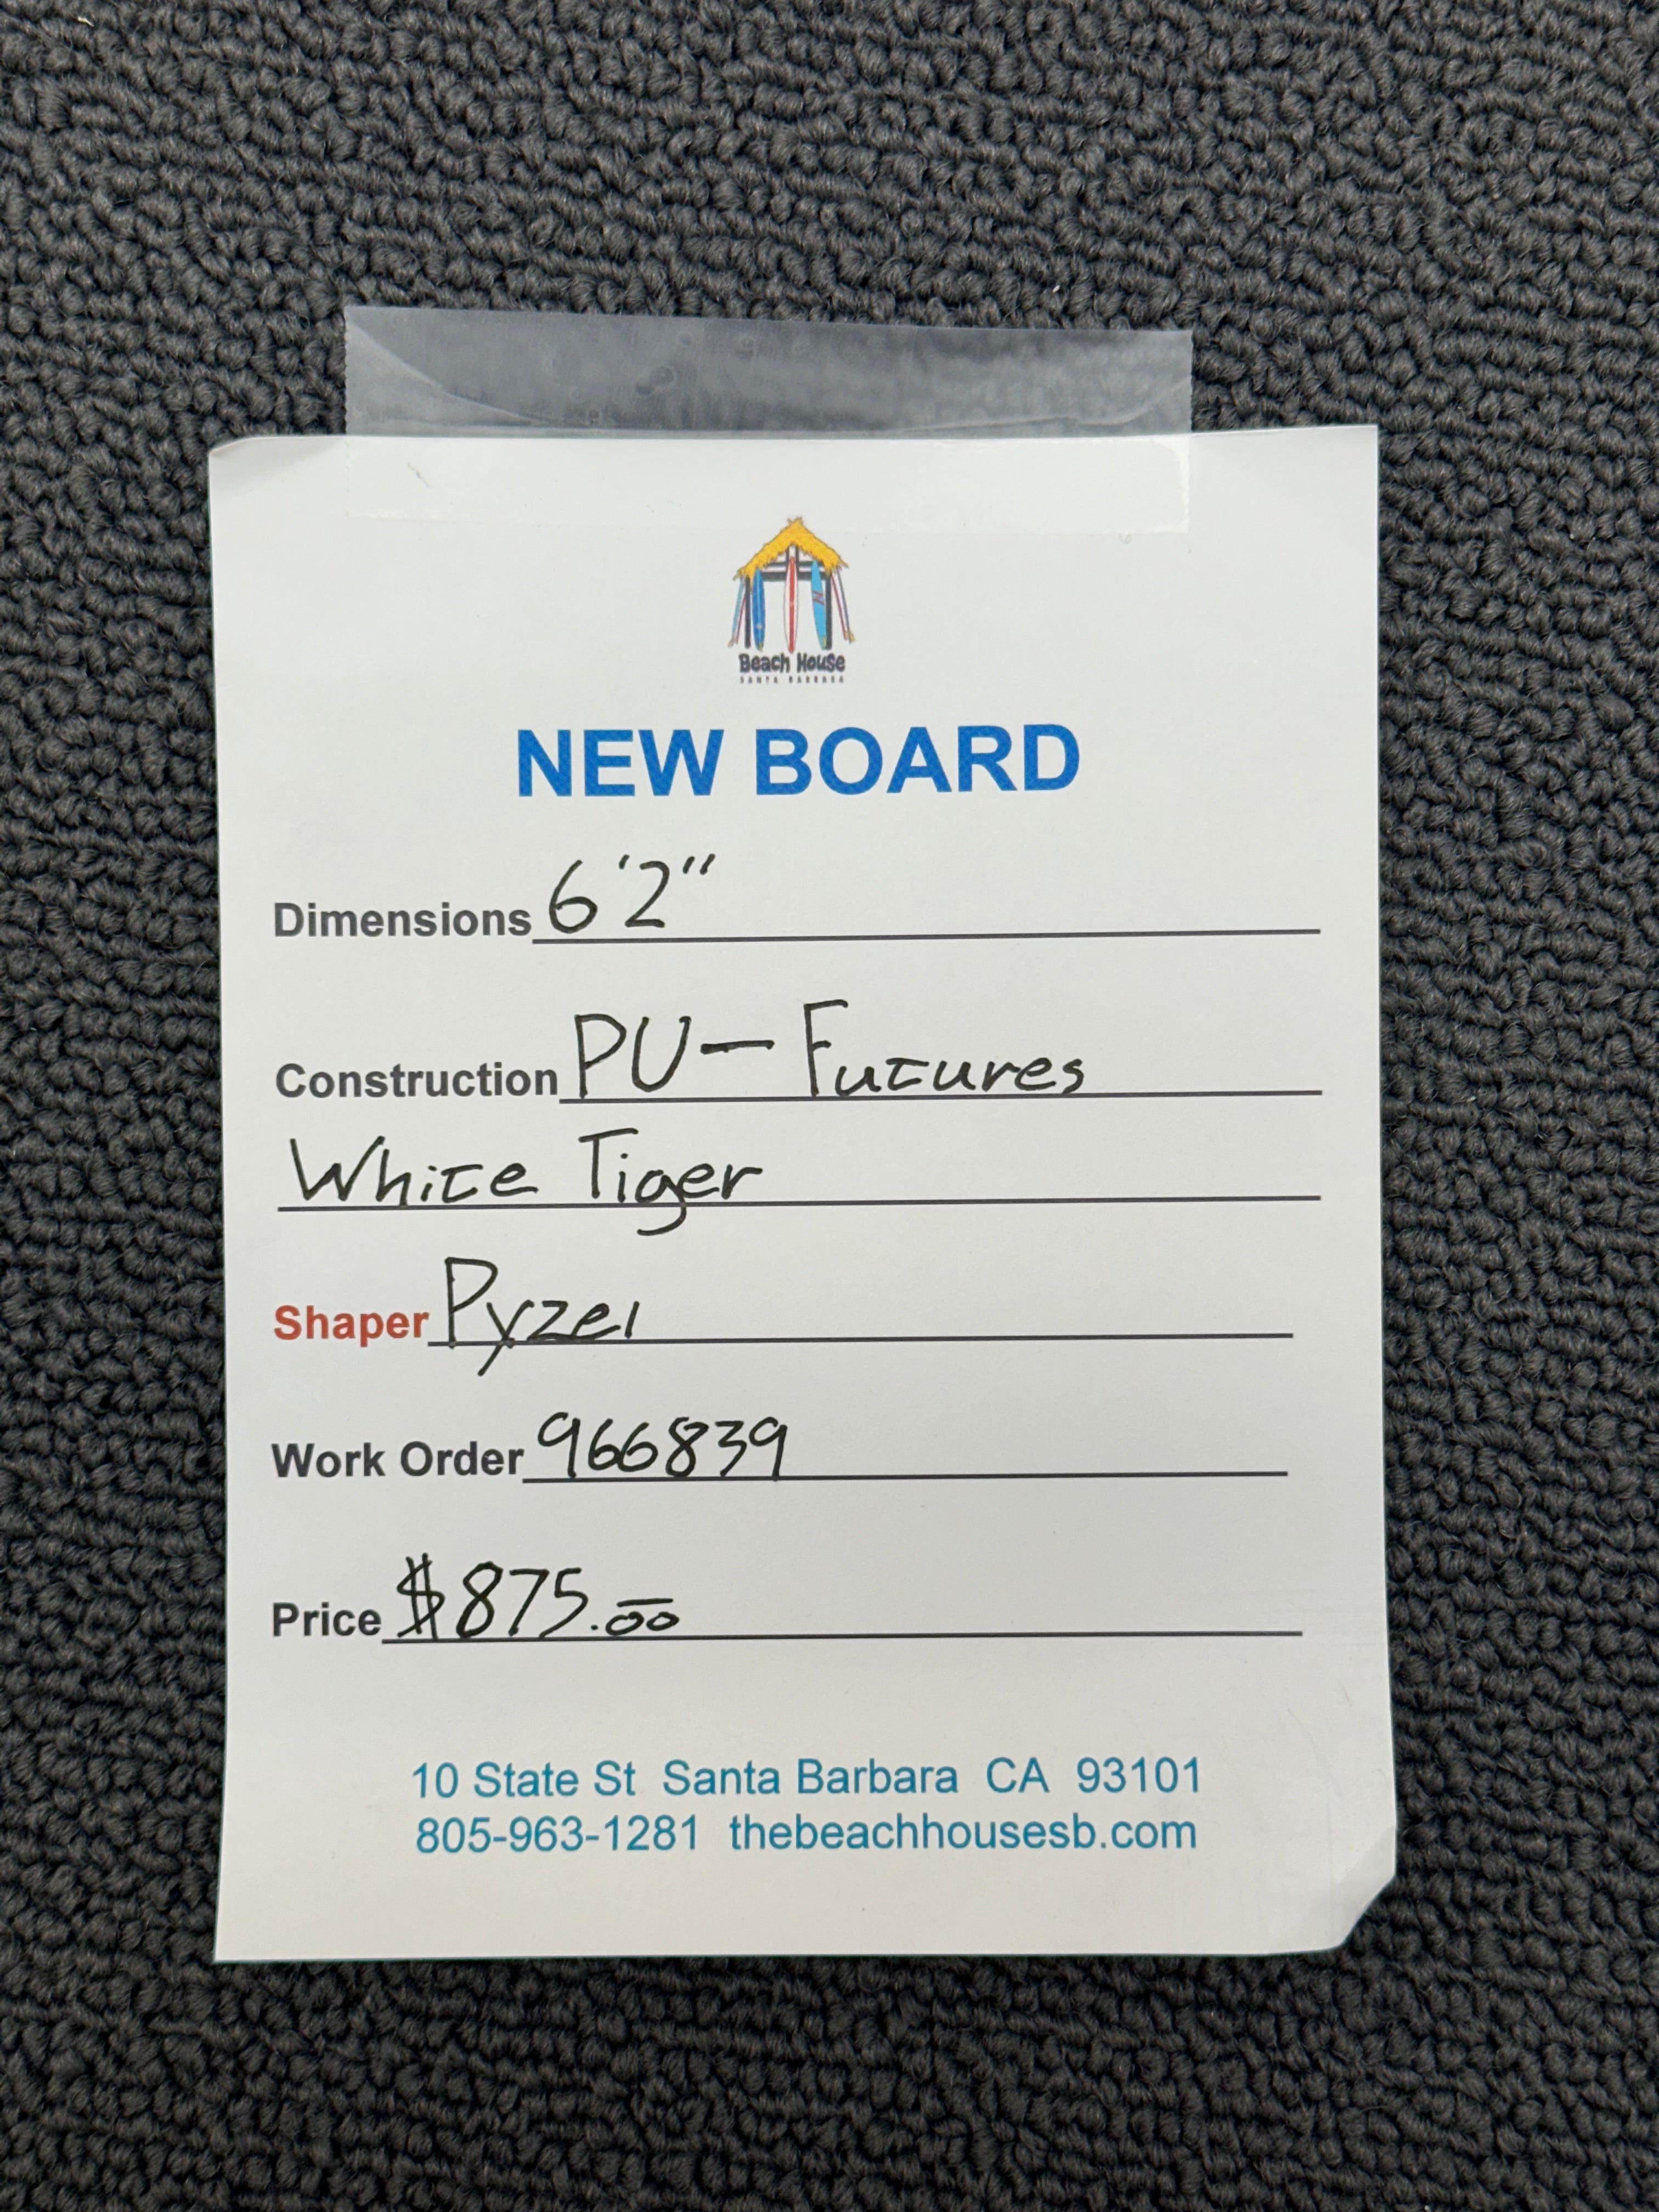 Beach House
SANTA BARBARA
NEW BOARD
Dimensions 6'2"
Construction PU - Futures
White Tiger
Shaper Pyzel
Work Order 966839
Price $875.00
10 State St Santa Barbara CA 93101
805-963-1281 thebeachhousesb.com